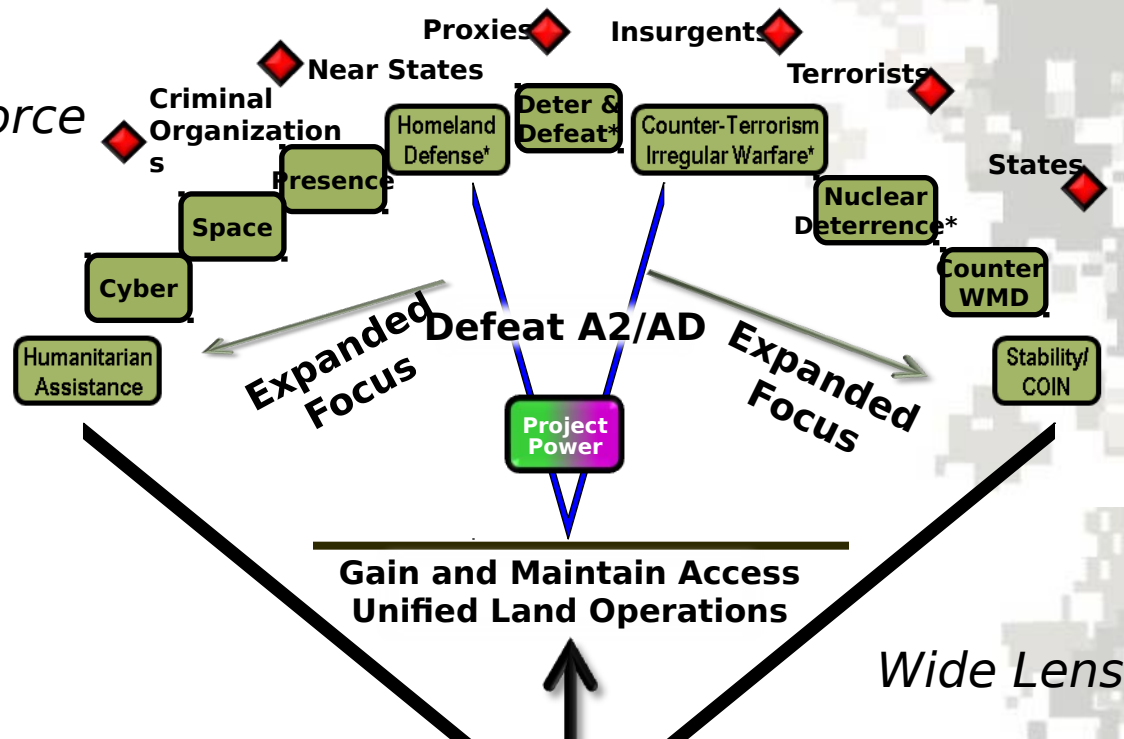 Proxies
Insurgents
Near States
Terrorists
Criminal
Organization
s
orce
Homeland
Defense*
Deter &
Defeat*
Counter-Terrorism
Irregular Warfare*
States
Presence
Nuclear
Deterrence*
Space
Cyber
Counter
WMD
Humanitarian
Assistance
Expanded
Focus
Defeat A2/AD
Expanded
Focus
Stability/
COIN
Project
Power
Gain and Maintain Access
Unified Land Operations
Wide Lens